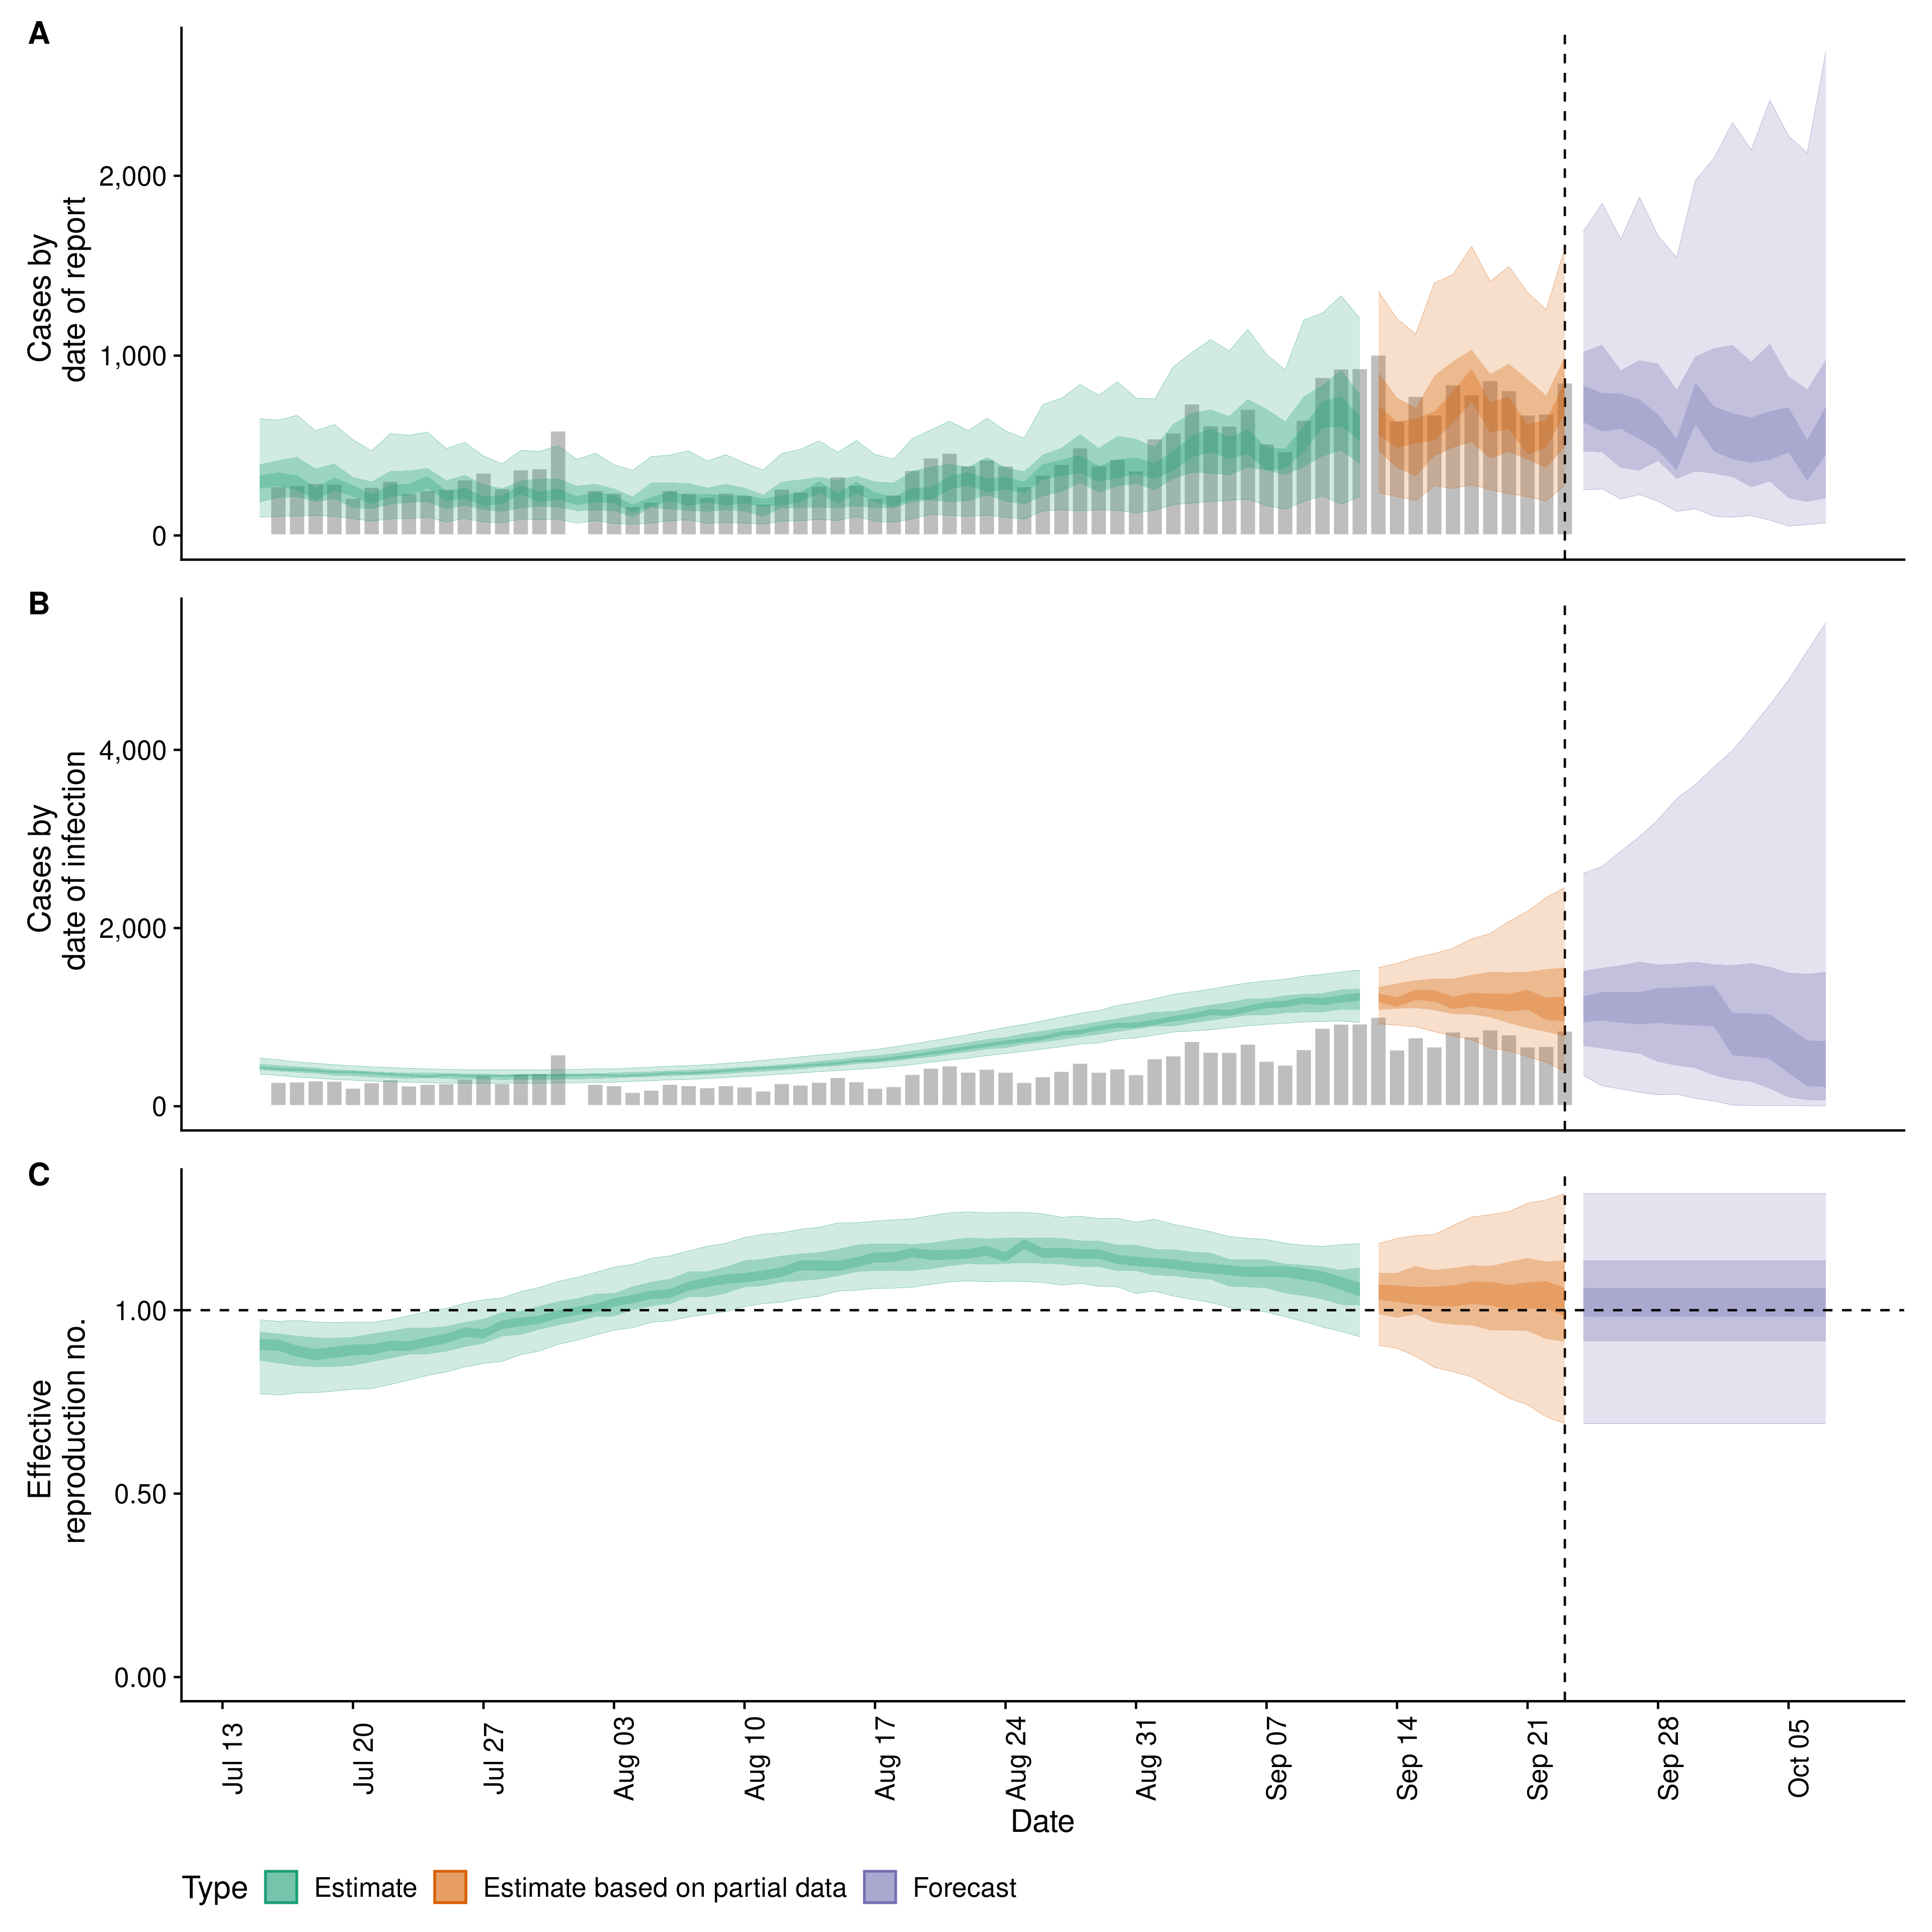 A
Cases by
date of report
2,000
1,000
0
B
Cases by
date of infection
4,000
2,000
0
C
Effective
reproduction no.
1.00
0.50
0.00
Jul 13
Jul 20
Jul 27
Aug 03
Aug 10
Aug 17
Aug 24
Aug 31
Sep 07
Sep 14
Sep 21
Sep 28
Oct 05
Date
Type Estimate Estimate based on partial data Forecast